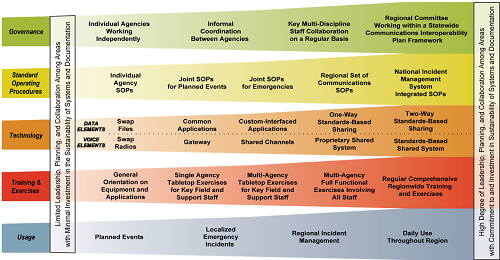 Governance
Individual Agencies
Working
Independently
Informal
Coordination
Between Agencies
Key Multi-Discipline
Staff Collaboration
on a Regular Basis
Regional Committee
Working within a Statewide
Communications Interoperability
Plan Framework
Standard
Operating
Procedures
Individual
Agency
SOPs
Joint SOPs
for Planned Events
Joint SOPs
for Emergencies
Regional Set of
Communications
SOPs
National Incident
Management
System
Integrated SOPs
Technology
DATA
ELEMENTS
Swap
Files
Common
Applications
Custom-Interfaced
Applications
One-Way
Standards-Based
Sharing
Two-Way
Standards-Based
Sharing
VOICE
ELEMENTS
Swap
Radios
Gateway
Shared Channels
Proprietary Shared
System
Standards-Based
Shared System
Training &
Exercises
General
Orientation on
Equipment and
Applications
Single Agency
Tabletop Exercises
for Key Field and
Support Staff
Multi-Agency
Tabletop Exercises
for Key Field and
Support Staff
Multi-Agency
Full Functional
Exercises Involving
All Staff
Regular Comprehensive
Regionwide Training
and Exercises
Usage
Planned Events
Localized
Emergency
Incidents
Regional Incident
Management
Daily Use
Throughout Region
Limited Leadership, Planning, and Collaboration Among Areas
with Minimal Investment in the Sustainability of Systems and Documentation
High Degree of Leadership, Planning, and Collaboration Among Areas
with Commitment to and Investment in Sustainability of Systems and Documentation